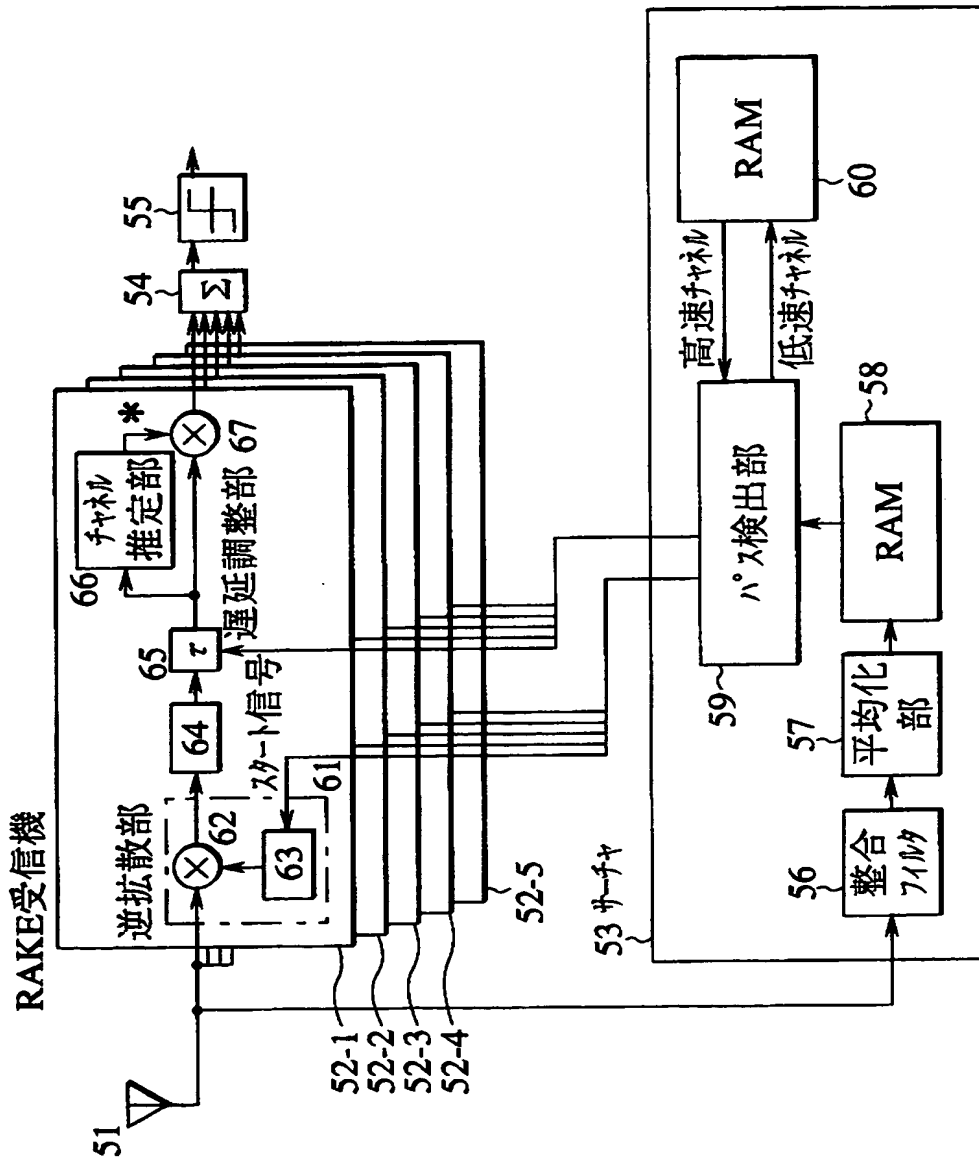 RAKE受信機
51
52-1
52-2
52-3
52-4
52-5
逆拡散部
62
63
61
スタート信号
64
65
τ
遅延調整部
66
チャネル
推定部
*
67
54
Σ
55
53 サーチャ
56
整合
フィルタ
57
平均化
部
58
RAM
59
パス検出部
高速チャネル
低速チャネル
60
RAM